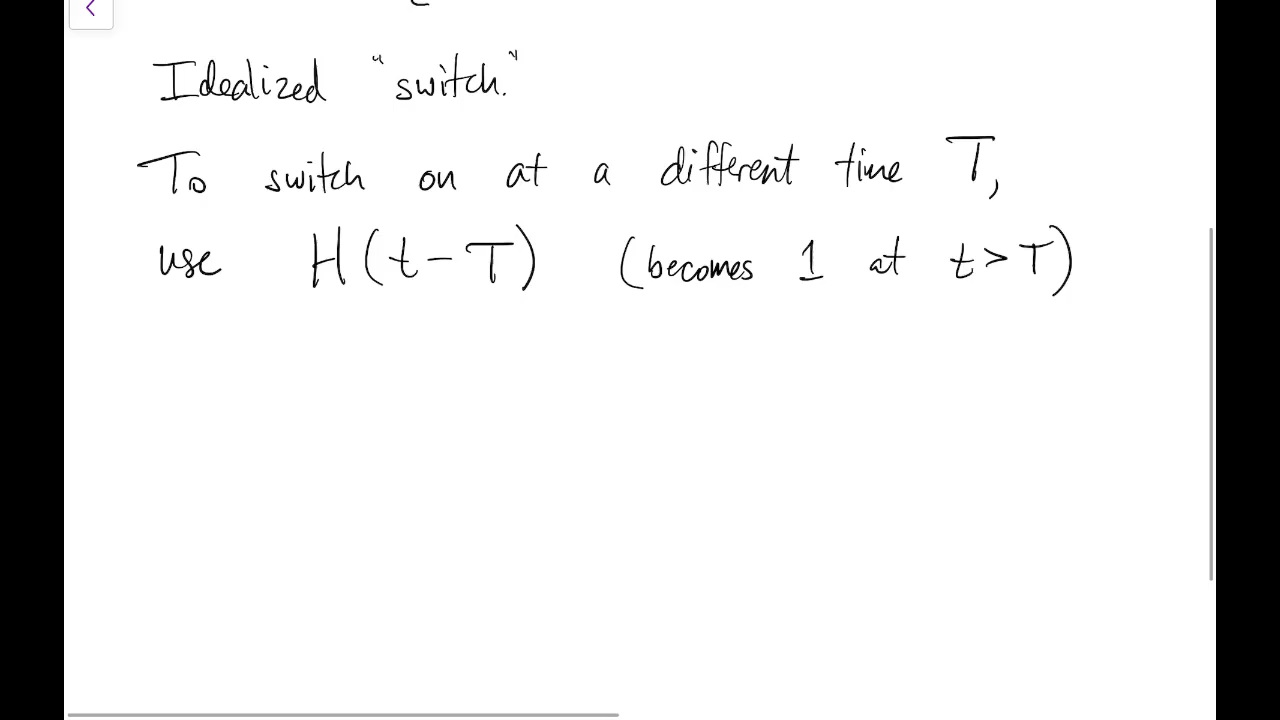 Idealized "switch."
To switch on at a different time T,
use H(t-T) (becomes 1 at t>T)